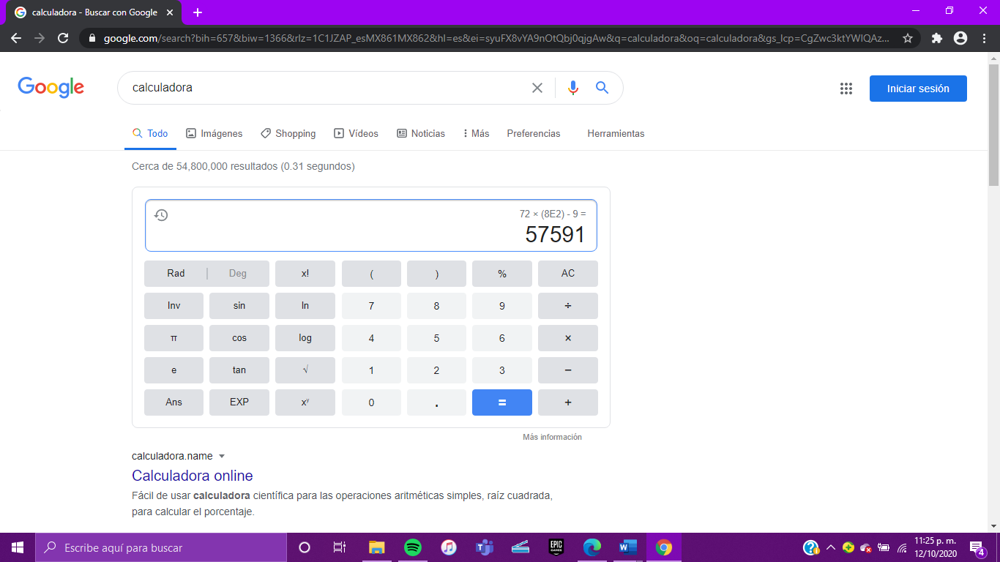 calculadora - Buscar con Google
google.com/search?bih=657&biw=1366&rlz=1C1JZAP_esMX861MX862&hl=es&ei=syuFX8vYA9nOtQbj0qjgAw&q=calculadora&oq=calculadora&gs_lcp=CgZwc3ktYWIQAz...
Google
calculadora
Iniciar sesión
Todo Imágenes Shopping Vídeos Noticias Más Preferencias Herramientas
Cerca de 54,800,000 resultados (0.31 segundos)
72 × (8E2) - 9 =
57591
Rad | Deg x! ( ) % AC
Inv sin ln 7 8 9 ÷
π cos log 4 5 6 ×
e tan √ 1 2 3 −
Ans EXP xʸ 0 . = +
Más información
calculadora.name
Calculadora online
Fácil de usar calculadora científica para las operaciones aritméticas simples, raíz cuadrada,
para calcular el porcentaje.
Escribe aquí para buscar
EPIC
GAMES
11:25 p. m.
12/10/2020
4